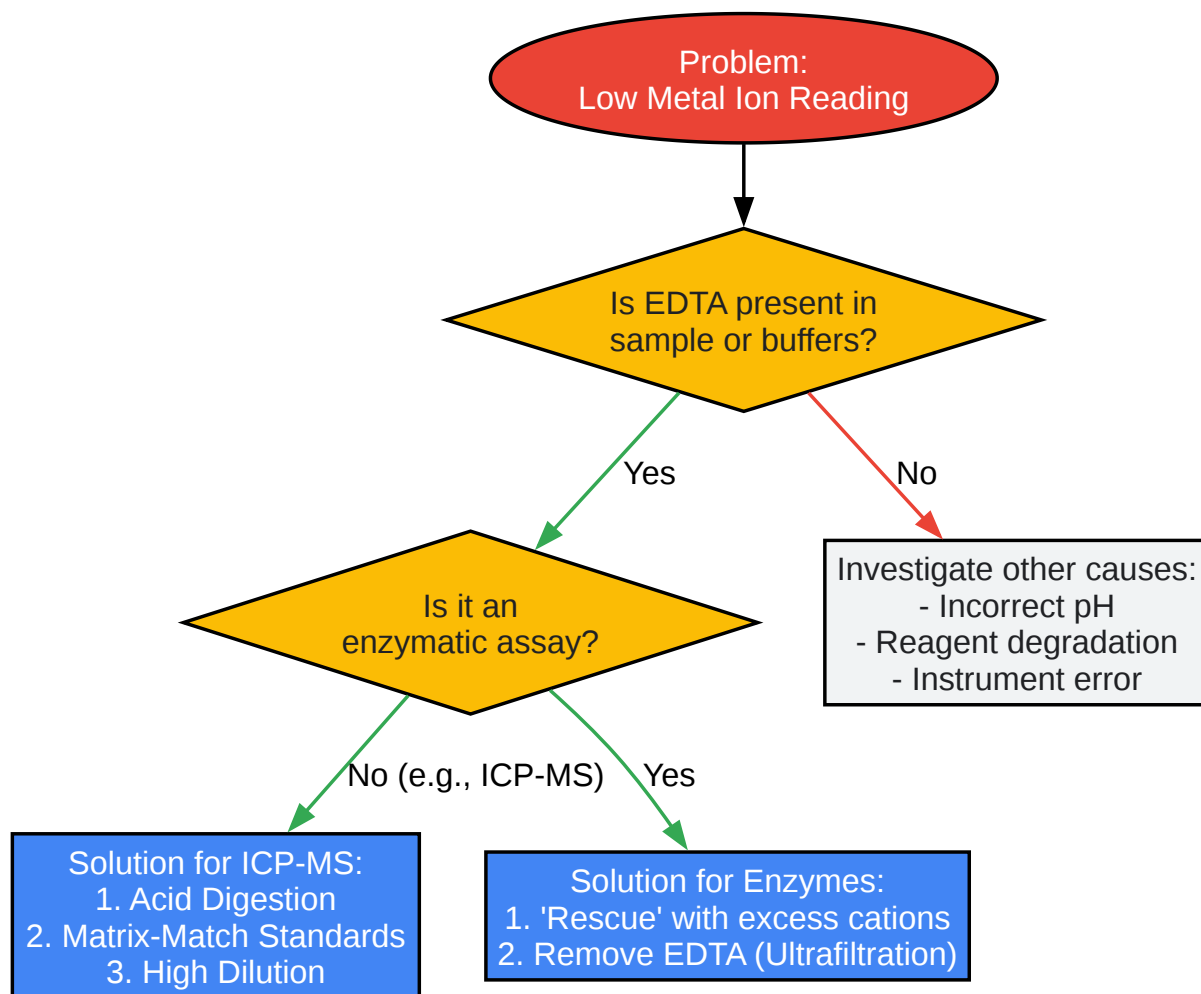 Problem:
Low Metal Ion Reading
Is EDTA present in
sample or buffers?
Yes
No
Is it an
enzymatic assay?
Investigate other causes:
- Incorrect pH
- Reagent degradation
- Instrument error
No (e.g., ICP-MS)
Yes
Solution for ICP-MS:
1. Acid Digestion
2. Matrix-Match Standards
3. High Dilution
Solution for Enzymes:
1. 'Rescue' with excess cations
2. Remove EDTA (Ultrafiltration)